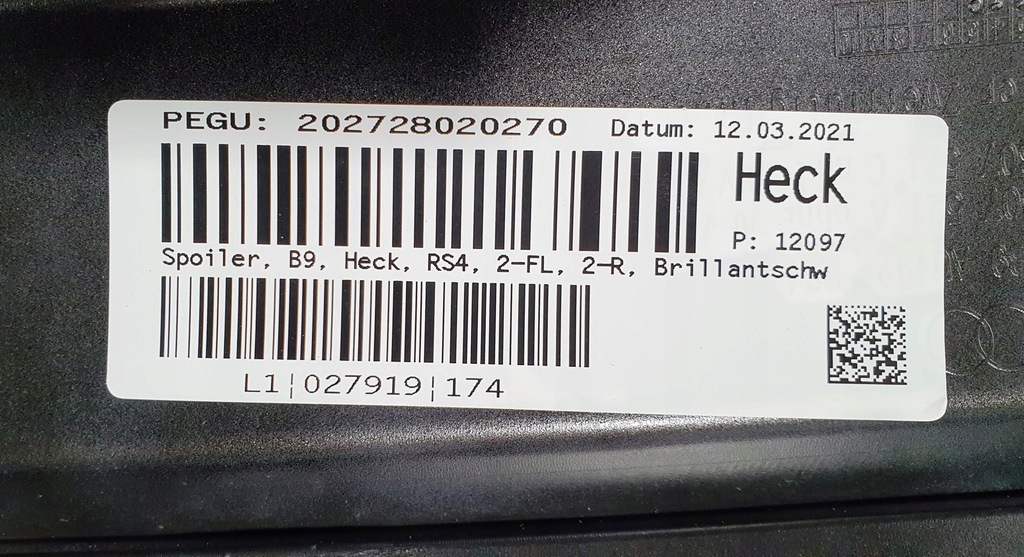 PEGU: 202728020270 Datum: 12.03.2021
Heck
P: 12097
Spoiler, B9, Heck, RS4, 2-FL, 2-R, Brillantschw
L1¦027919¦174